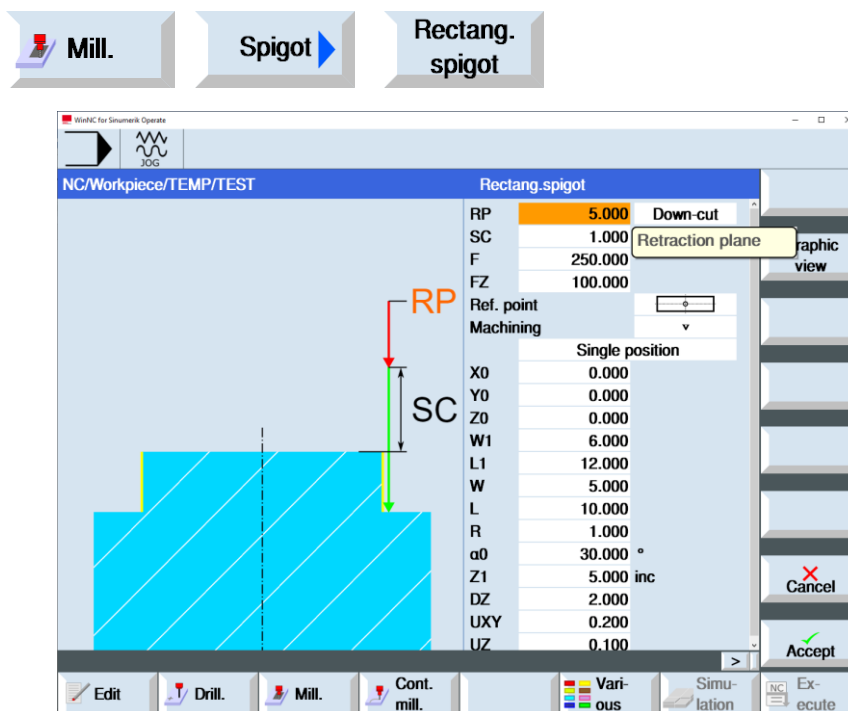 Mill.
Spigot
Rectang.
spigot
WinNC for Sinumerik Operate
JOG
NC/Workpiece/TEMP/TEST
Rectang.spigot
RP 5.000 Down-cut
SC 1.000
Retraction plane
F 250.000
FZ 100.000
Ref. point
Machining ▿
Single position
X0 0.000
Y0 0.000
Z0 0.000
W1 6.000
L1 12.000
W 5.000
L 10.000
R 1.000
α0 30.000 °
Z1 5.000 inc
DZ 2.000
UXY 0.200
UZ 0.100
RP
SC
raphic
view
Cancel
Accept
>
Edit
Drill.
Mill.
Cont.
mill.
Vari-
ous
Simu-
lation
NC
Ex-
ecute